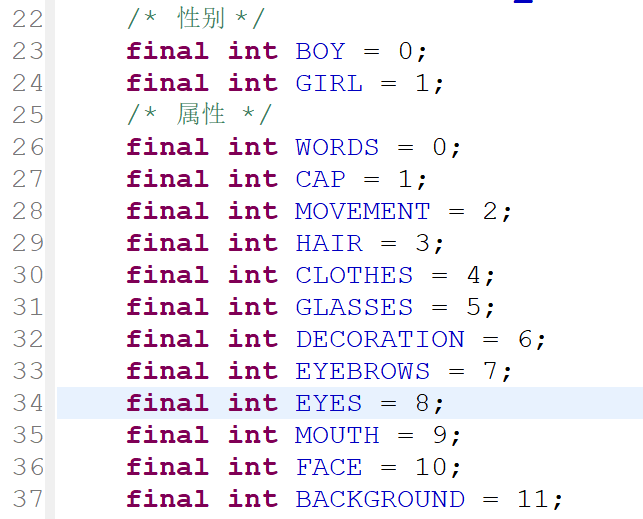 22 /* 性别 */
23 final int BOY = 0;
24 final int GIRL = 1;
25 /* 属性 */
26 final int WORDS = 0;
27 final int CAP = 1;
28 final int MOVEMENT = 2;
29 final int HAIR = 3;
30 final int CLOTHES = 4;
31 final int GLASSES = 5;
32 final int DECORATION = 6;
33 final int EYEBROWS = 7;
34 final int EYES = 8;
35 final int MOUTH = 9;
36 final int FACE = 10;
37 final int BACKGROUND = 11;